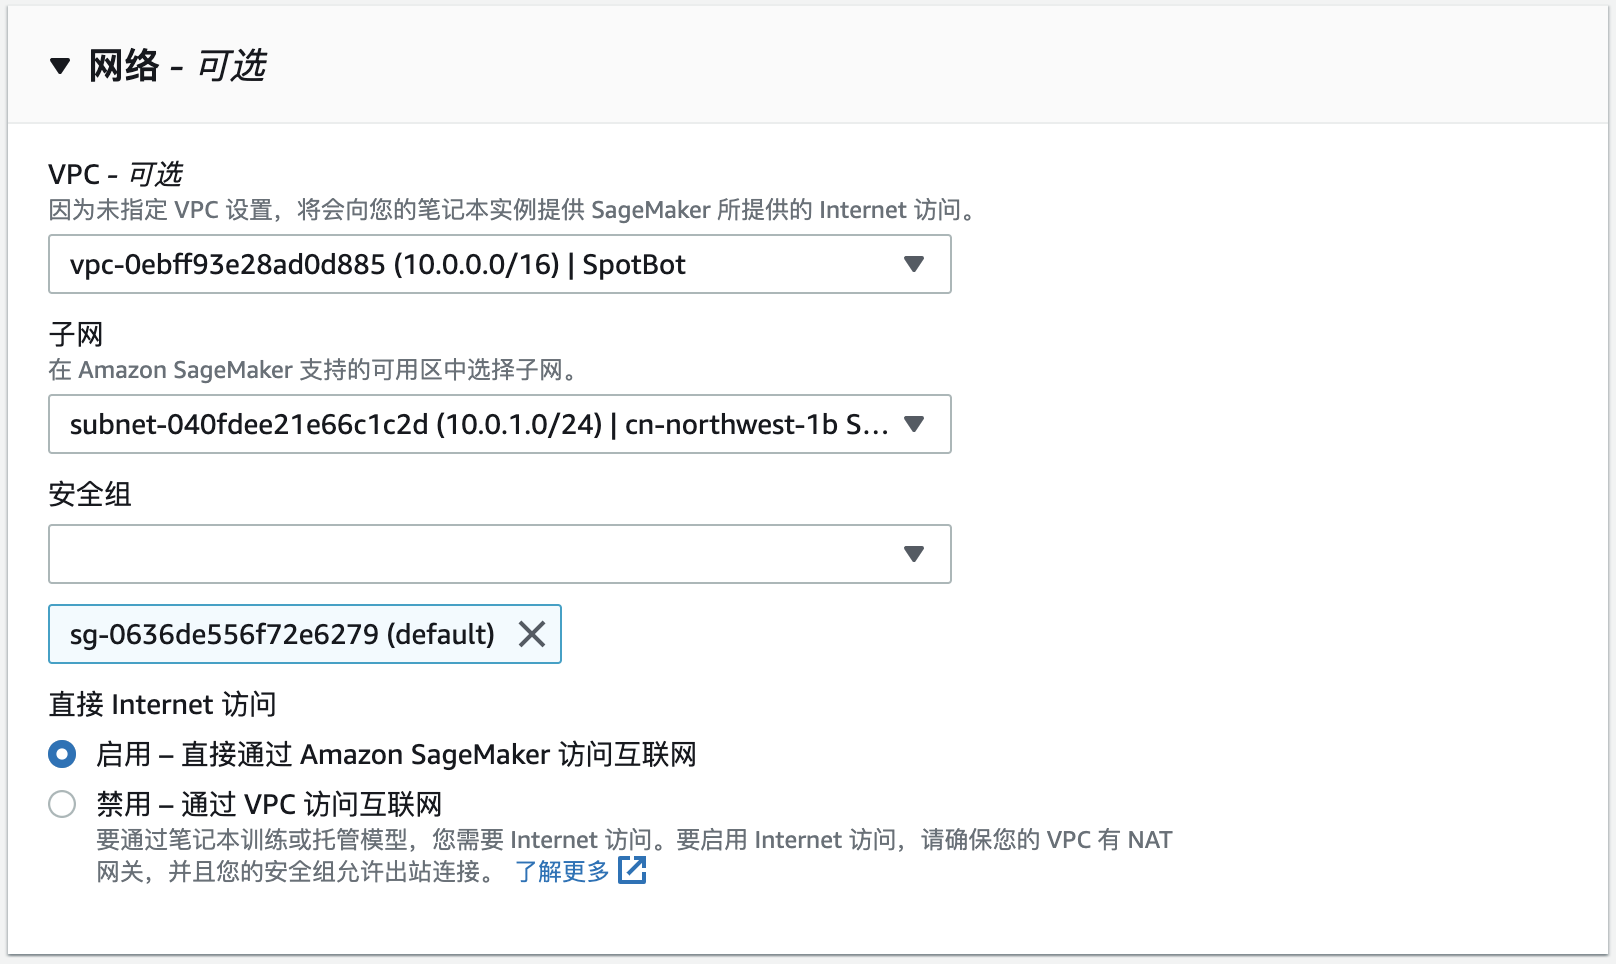 网络 - 可选
VPC - 可选
因为未指定 VPC 设置，将会向您的笔记本实例提供 SageMaker 所提供的 Internet 访问。
vpc-0ebff93e28ad0d885 (10.0.0.0/16) | SpotBot
子网
在 Amazon SageMaker 支持的可用区中选择子网。
subnet-040fdee21e66c1c2d (10.0.1.0/24) | cn-northwest-1b S...
安全组
sg-0636de556f72e6279 (default)
直接 Internet 访问
启用 – 直接通过 Amazon SageMaker 访问互联网
禁用 – 通过 VPC 访问互联网
要通过笔记本训练或托管模型，您需要 Internet 访问。要启用 Internet 访问，请确保您的 VPC 有 NAT
网关，并且您的安全组允许出站连接。 了解更多